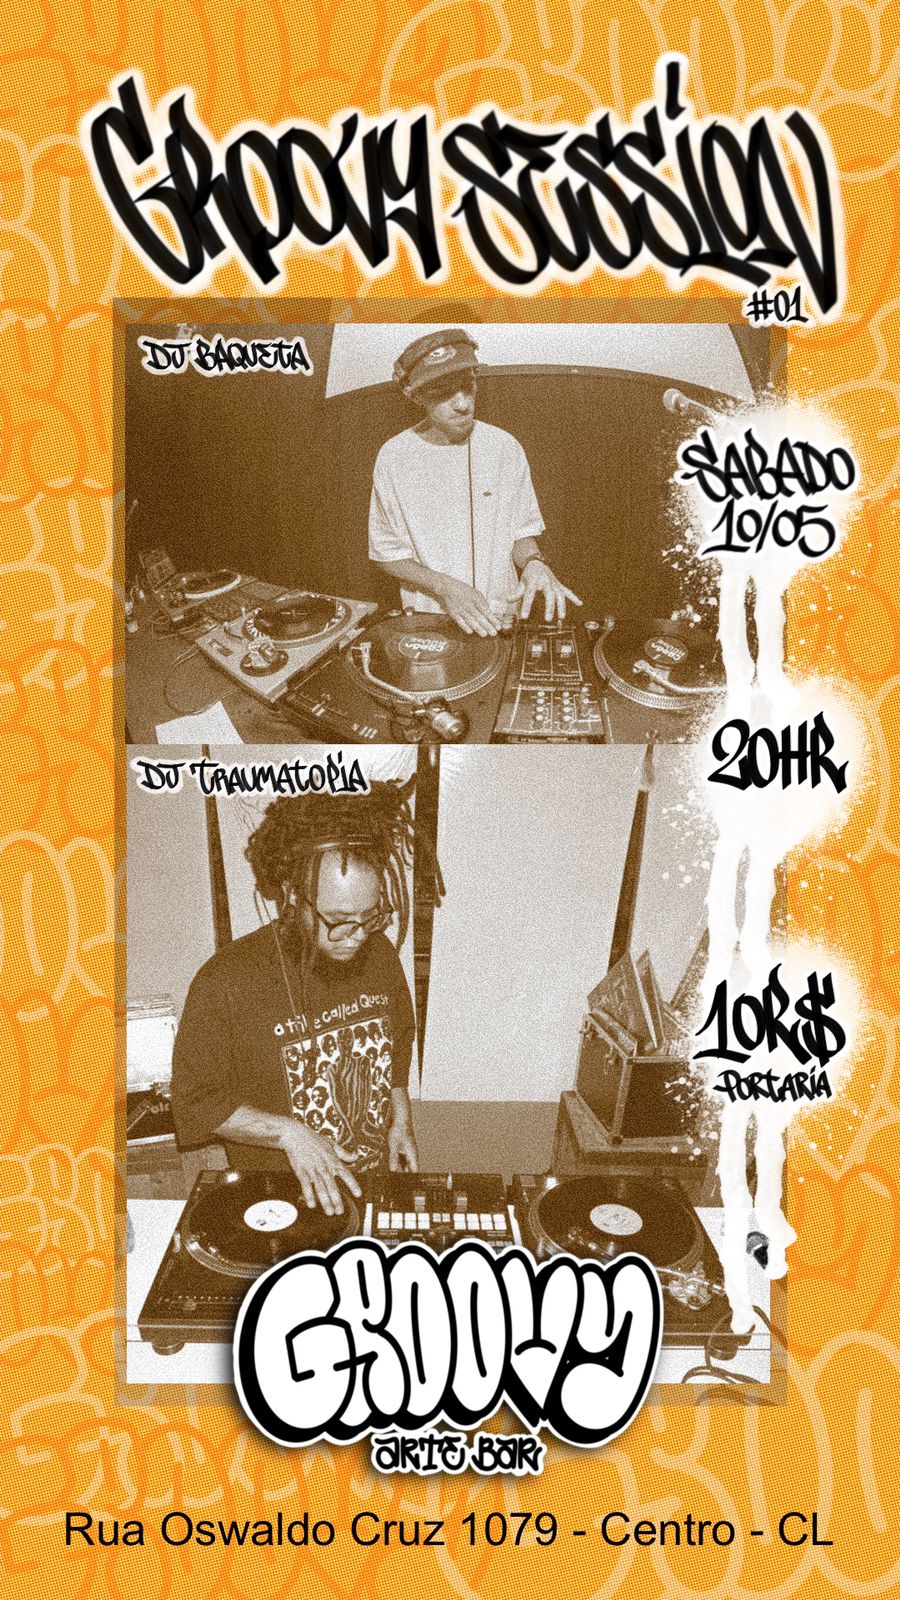 GROOVY SESSION
#01
DJ BAQUETA
SABADO
10/05
DJ TRAUMATOPIA
20HR
a tribe called Quest
10R$
PORTARIA
GROOVY
ARTE BAR
Rua Oswaldo Cruz 1079 - Centro - CL